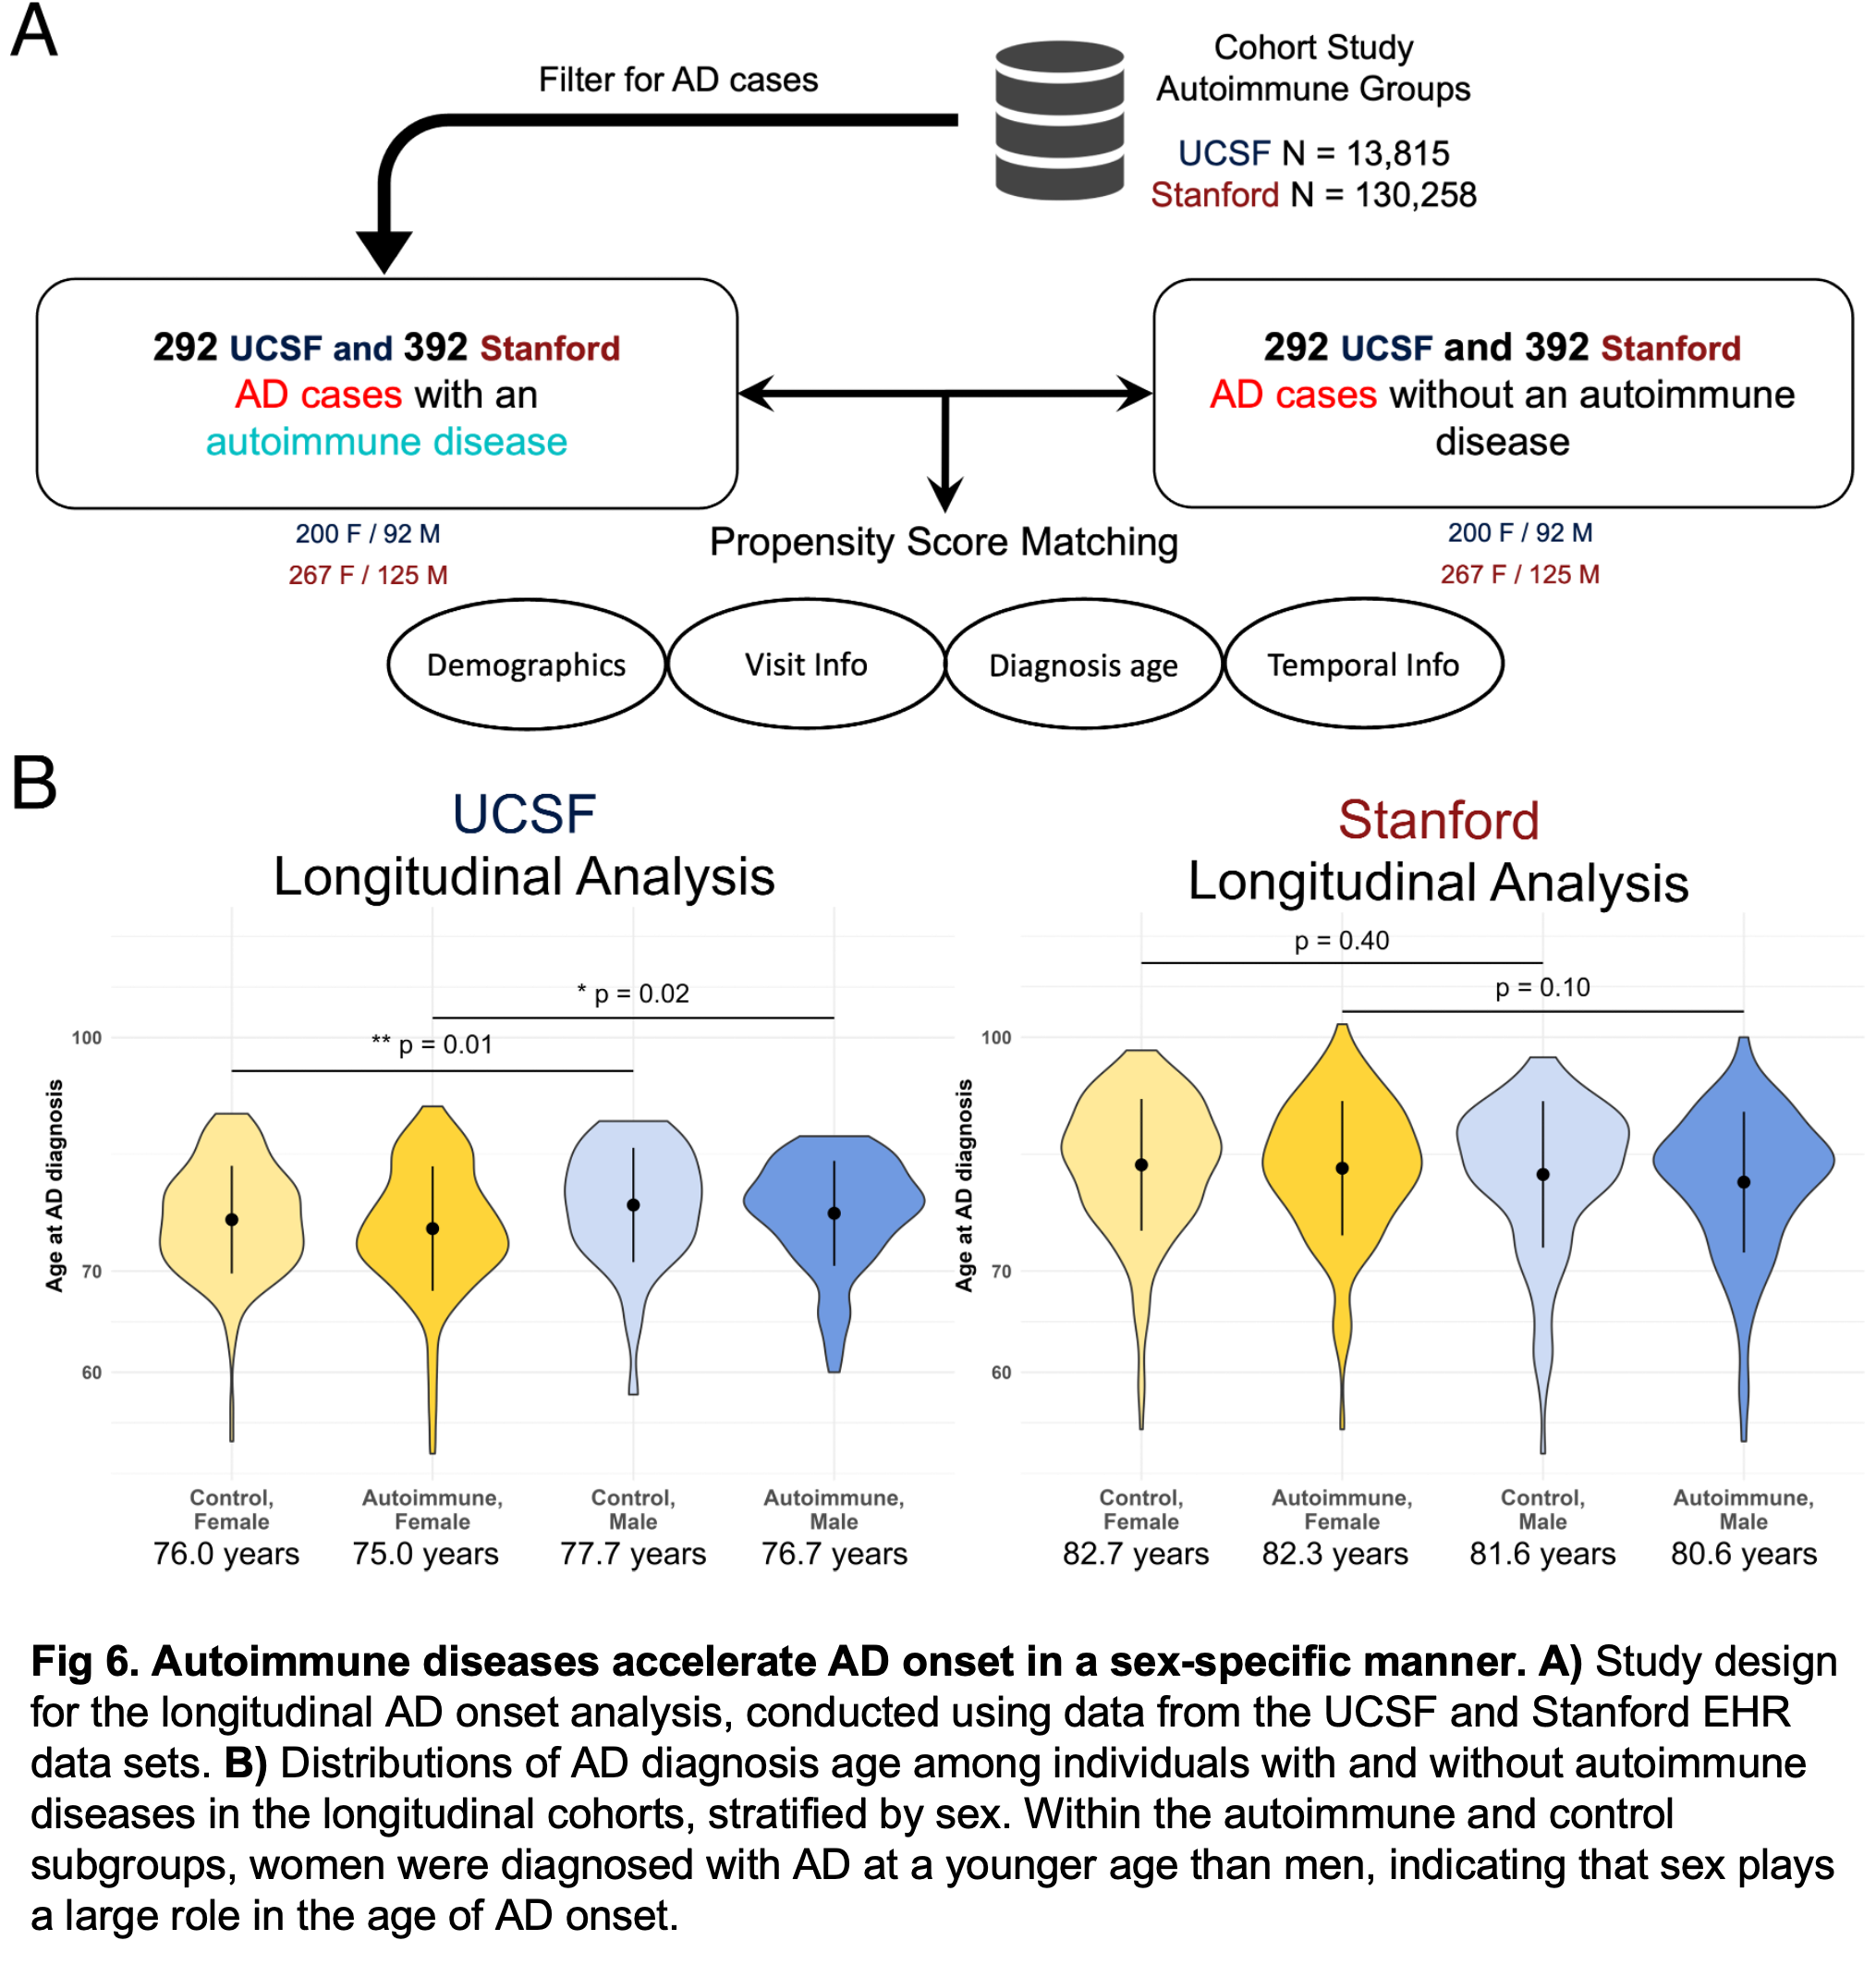 A
Filter for AD cases
Cohort Study
Autoimmune Groups
UCSF N = 13,815
Stanford N = 130,258
292 UCSF and 392 Stanford
AD cases with an
autoimmune disease
292 UCSF and 392 Stanford
AD cases without an autoimmune
disease
200 F / 92 M
267 F / 125 M
Propensity Score Matching
200 F / 92 M
267 F / 125 M
Demographics
Visit Info
Diagnosis age
Temporal Info
B
UCSF
Longitudinal Analysis
* p = 0.02
** p = 0.01
100
70
60
Age at AD diagnosis
Control,
Female
76.0 years
Autoimmune,
Female
75.0 years
Control,
Male
77.7 years
Autoimmune,
Male
76.7 years
Stanford
Longitudinal Analysis
p = 0.40
p = 0.10
100
70
60
Age at AD diagnosis
Control,
Female
82.7 years
Autoimmune,
Female
82.3 years
Control,
Male
81.6 years
Autoimmune,
Male
80.6 years
Fig 6. Autoimmune diseases accelerate AD onset in a sex-specific manner. A) Study design
for the longitudinal AD onset analysis, conducted using data from the UCSF and Stanford EHR
data sets. B) Distributions of AD diagnosis age among individuals with and without autoimmune
diseases in the longitudinal cohorts, stratified by sex. Within the autoimmune and control
subgroups, women were diagnosed with AD at a younger age than men, indicating that sex plays
a large role in the age of AD onset.